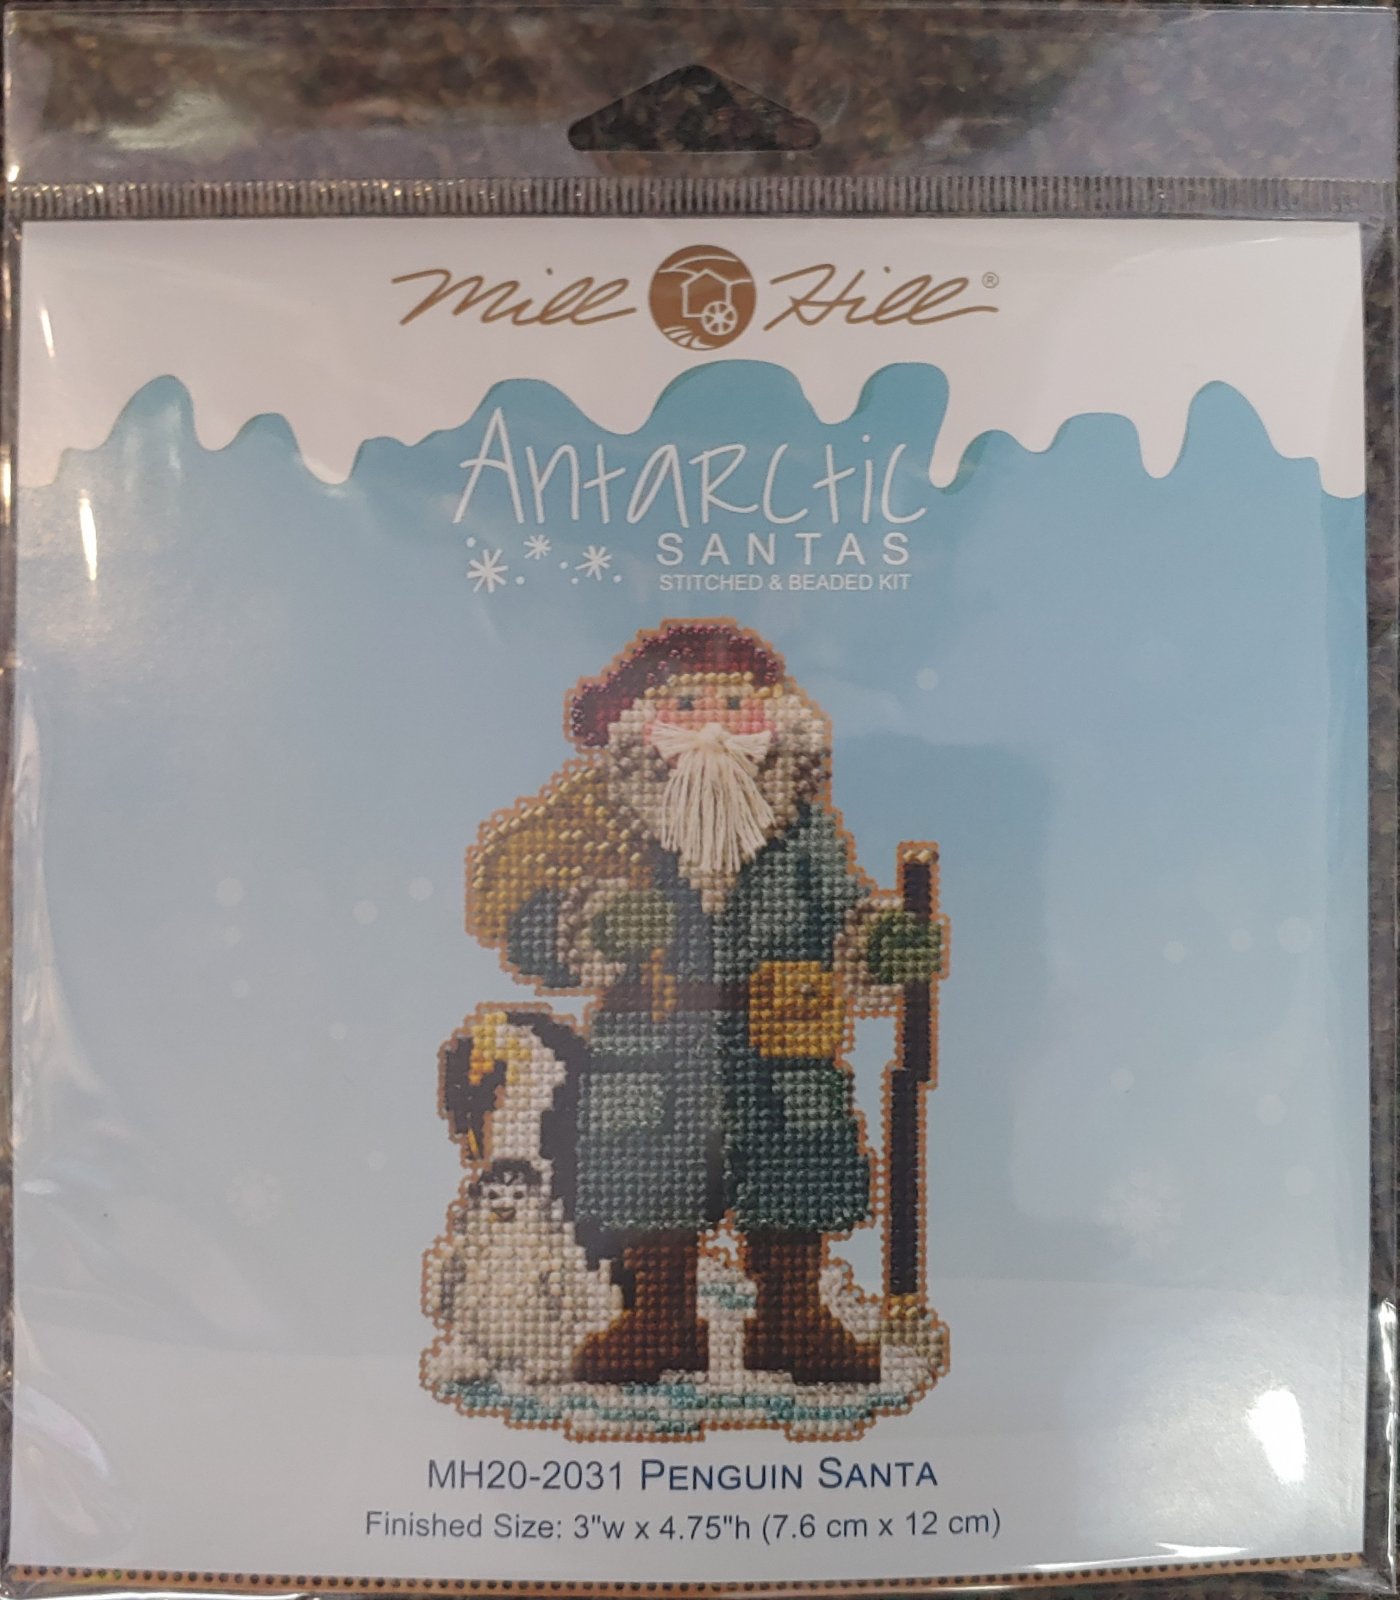 Mill Hill®
Antarctic
SANTAS
STITCHED & BEADED KIT
MH20-2031 PENGUIN SANTA
Finished Size: 3"w x 4.75"h (7.6 cm x 12 cm)